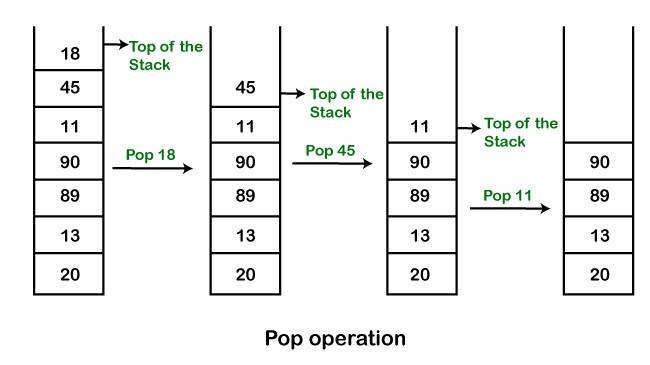 18
45
11
90
89
13
20
Top of the
Stack
Pop 18
45
11
90
89
13
20
Top of the
Stack
Pop 45
11
90
89
13
20
Top of the
Stack
Pop 11
90
89
13
20
Pop operation